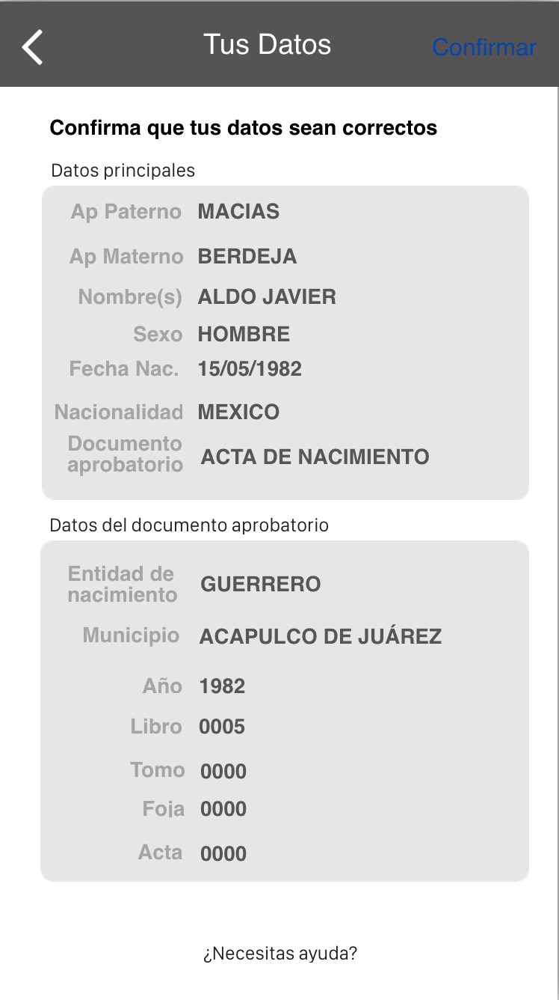 Tus Datos Confirmar
Confirma que tus datos sean correctos
Datos principales
Ap Paterno MACIAS
Ap Materno BERDEJA
Nombre(s) ALDO JAVIER
Sexo HOMBRE
Fecha Nac. 15/05/1982
Nacionalidad MEXICO
Documento
aprobatorio ACTA DE NACIMIENTO
Datos del documento aprobatorio
Entidad de
nacimiento GUERRERO
Municipio ACAPULCO DE JUÁREZ
Año 1982
Libro 0005
Tomo 0000
Foja 0000
Acta 0000
¿Necesitas ayuda?